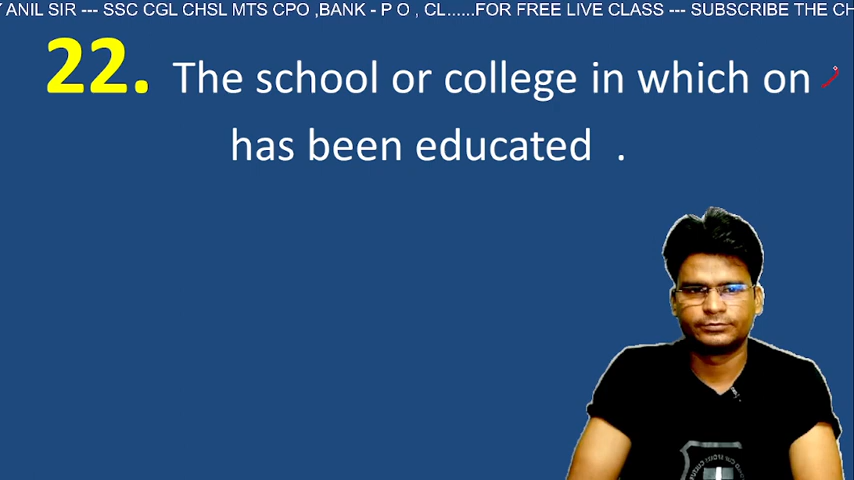 Y ANIL SIR --- SSC CGL CHSL MTS CPO ,BANK - P O , CL......FOR FREE LIVE CLASS --- SUBSCRIBE THE CH
22. The school or college in which on
has been educated .